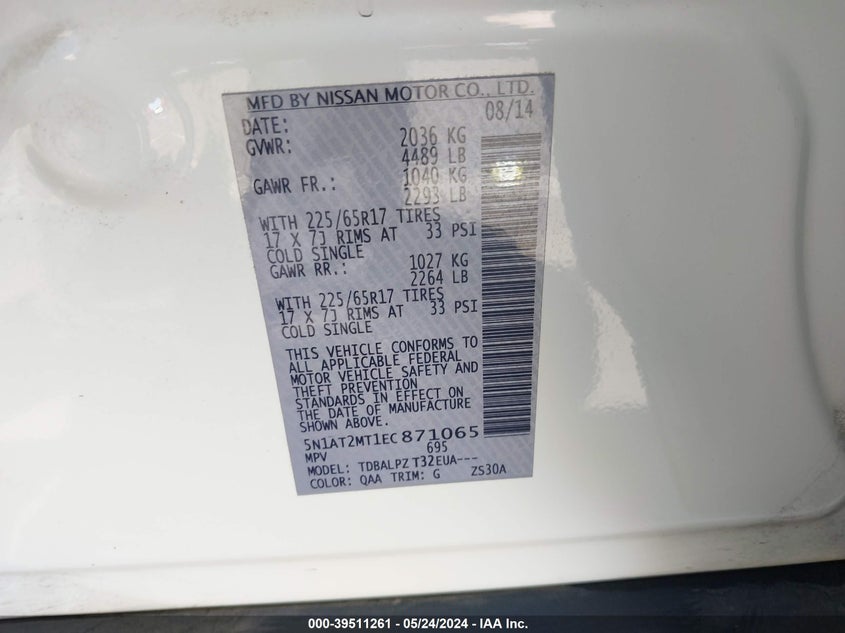 MFD BY NISSAN MOTOR CO., LTD.
DATE: 08/14
GVWR: 2036 KG
4489 LB
GAWR FR.: 1040 KG
2293 LB
WITH 225/65R17 TIRES
17 X 7J RIMS AT 33 PSI
COLD SINGLE
GAWR RR.: 1027 KG
2264 LB
WITH 225/65R17 TIRES
17 X 7J RIMS AT 33 PSI
COLD SINGLE
THIS VEHICLE CONFORMS TO
ALL APPLICABLE FEDERAL
MOTOR VEHICLE SAFETY AND
THEFT PREVENTION
STANDARDS IN EFFECT ON
THE DATE OF MANUFACTURE
SHOWN ABOVE.
5N1AT2MT1EC871065
MPV 695
MODEL: TDBALPZ T32EUA---
COLOR: QAA TRIM: G ZS30A
000-39511261 - 05/24/2024 - IAA Inc.